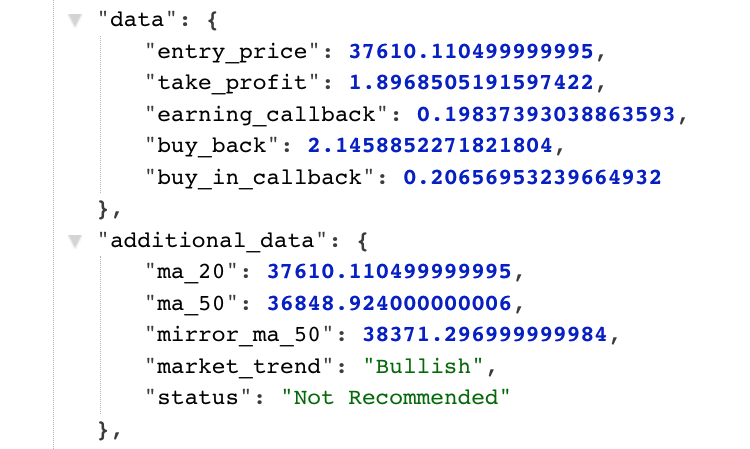 "data": {
"entry_price": 37610.110499999995,
"take_profit": 1.8968505191597422,
"earning_callback": 0.19837393038863593,
"buy_back": 2.1458852271821804,
"buy_in_callback": 0.20656953239664932
},
"additional_data": {
"ma_20": 37610.110499999995,
"ma_50": 36848.924000000006,
"mirror_ma_50": 38371.296999999984,
"market_trend": "Bullish",
"status": "Not Recommended"
},